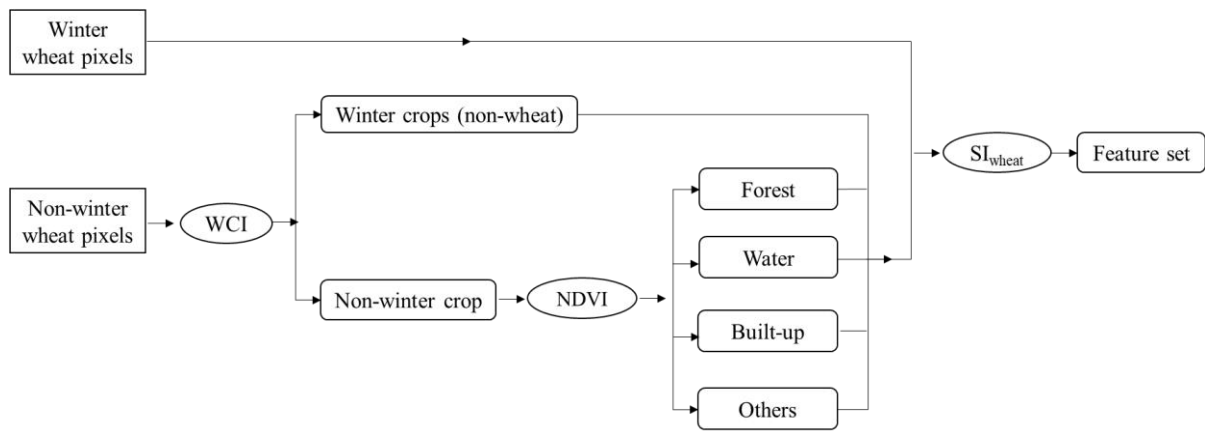 Winter
wheat pixels
Winter crops (non-wheat)
SIwheat
Feature set
Forest
Non-winter
wheat pixels
WCI
Water
Non-winter crop
NDVI
Built-up
Others